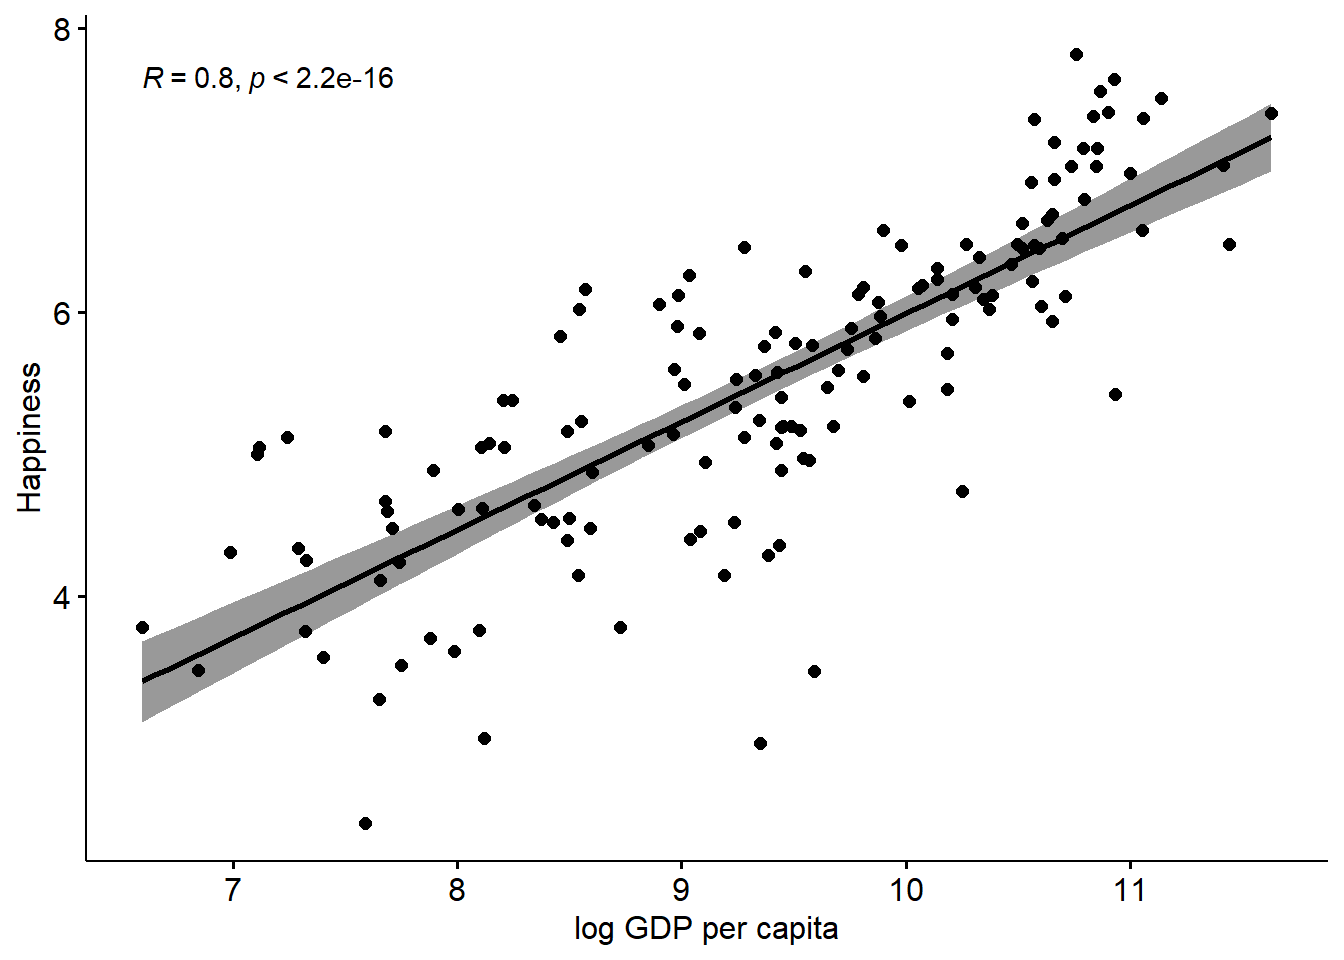 8
R = 0.8, p < 2.2e-16
6
Happiness
4
7 8 9 10 11
log GDP per capita